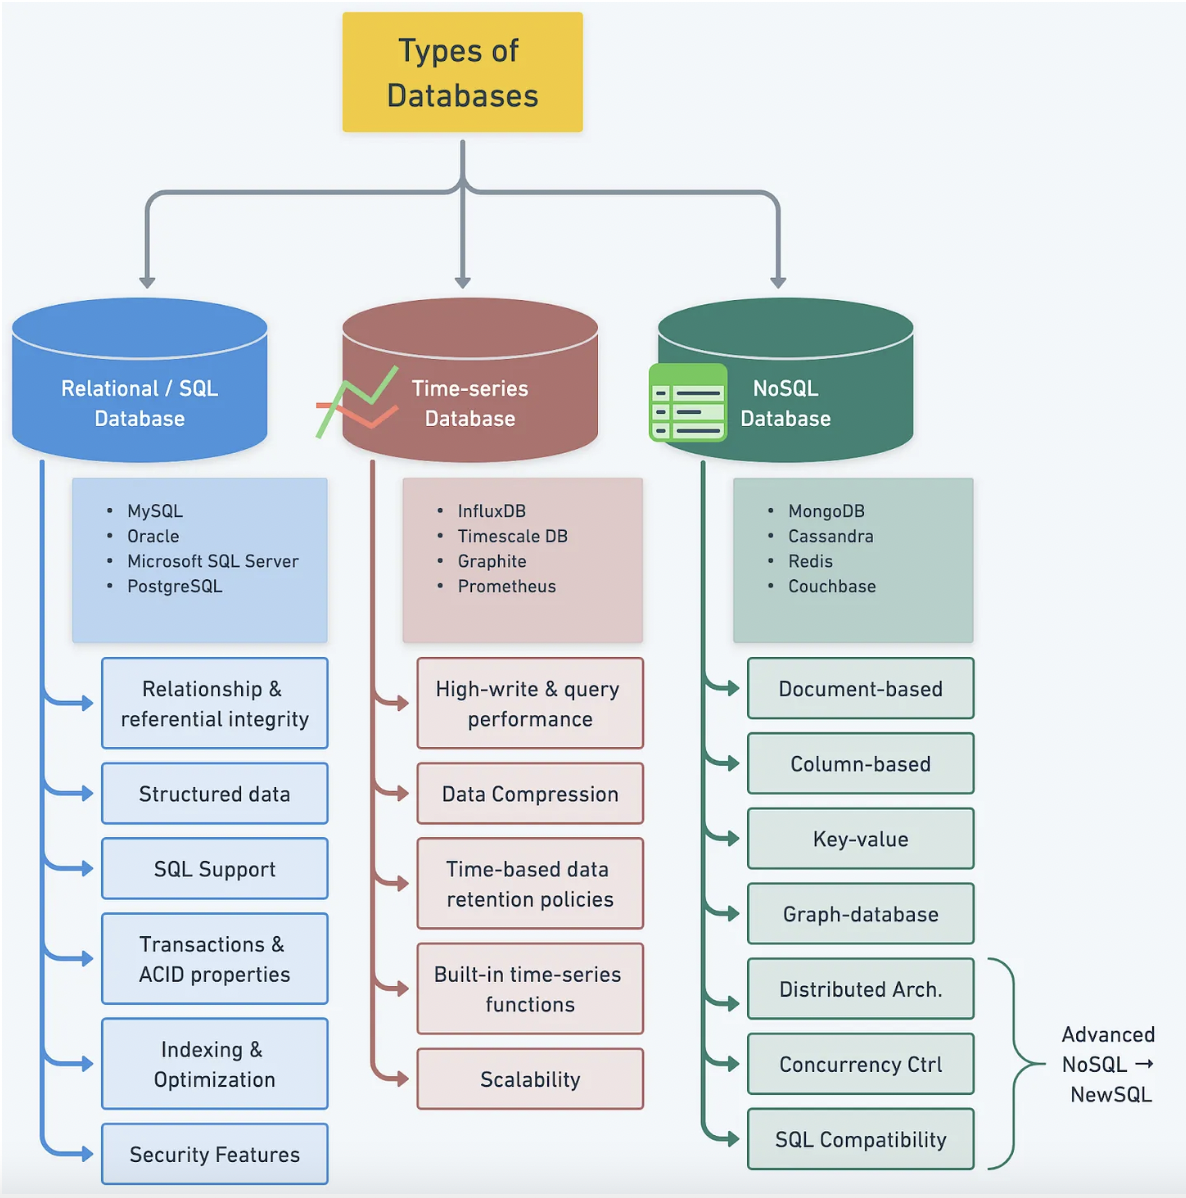 Types of
Databases
Relational / SQL
Database
Time-series
Database
NoSQL
Database
• MySQL
• Oracle
• Microsoft SQL Server
• PostgreSQL
• InfluxDB
• Timescale DB
• Graphite
• Prometheus
• MongoDB
• Cassandra
• Redis
• Couchbase
Relationship &
referential integrity
Structured data
SQL Support
Transactions &
ACID properties
Indexing &
Optimization
Security Features
High-write & query
performance
Data Compression
Time-based data
retention policies
Built-in time-series
functions
Scalability
Document-based
Column-based
Key-value
Graph-database
Distributed Arch.
Concurrency Ctrl
SQL Compatibility
Advanced
NoSQL →
NewSQL